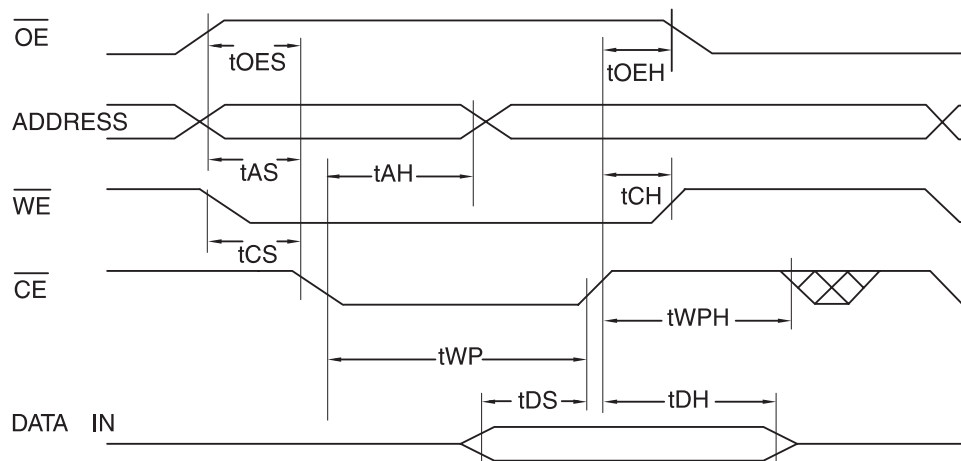 OE
tOES
tOEH
ADDRESS
tAS
tAH
tCH
WE
tCS
CE
tWPH
tWP
tDS
tDH
DATA IN